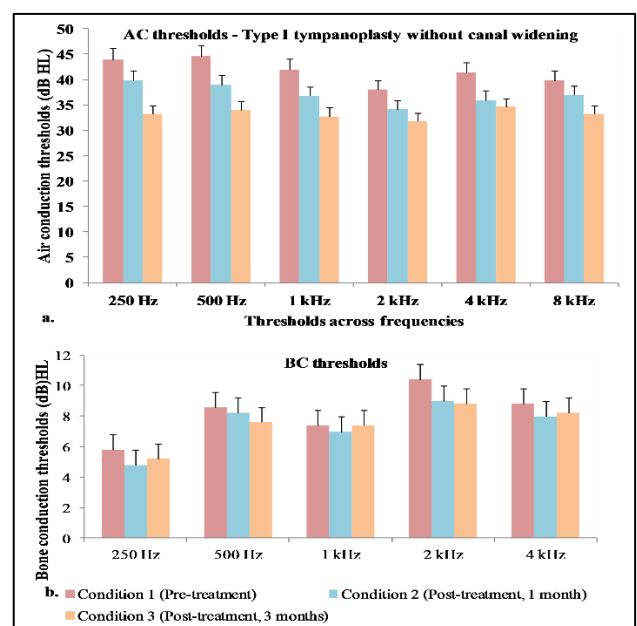 AC thresholds - Type I tympanoplasty without canal widening
Air conduction thresholds (dB HL)
50
45
40
35
30
25
20
15
10
5
0
250 Hz 500 Hz 1 kHz 2 kHz 4 kHz 8 kHz
a.
Thresholds across frequencies
BC thresholds
Bone conduction thresholds (dB)HL
12
10
8
6
4
2
0
250 Hz 500 Hz 1 kHz 2 kHz 4 kHz
b. Condition 1 (Pre-treatment) Condition 2 (Post-treatment, 1 month)
Condition 3 (Post-treatment, 3 months)